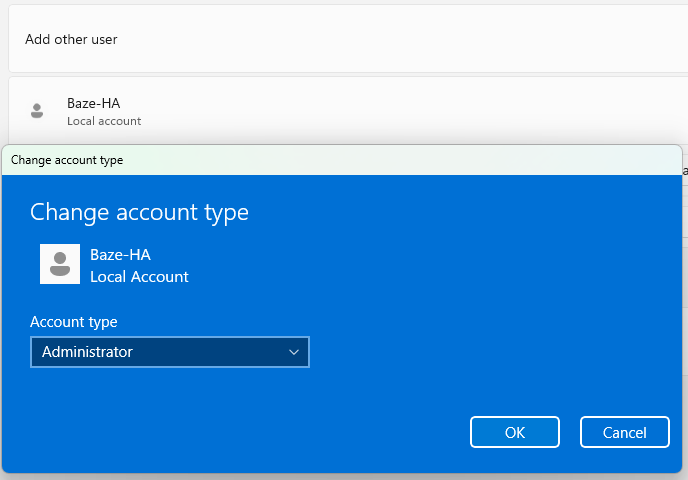 Add other user
Baze-HA
Local account
Change account type
Change account type
Baze-HA
Local Account
Account type
Administrator
OK
Cancel